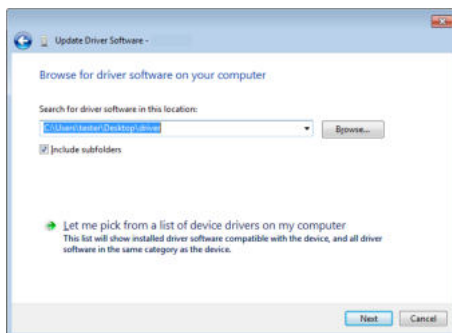 Update Driver Software -
Browse for driver software on your computer
Search for driver software in this location:
C:\Users\tester\Desktop\driver
Browse...
Include subfolders
Let me pick from a list of device drivers on my computer
This list will show installed driver software compatible with the device, and all driver
software in the same category as the device.
Next
Cancel